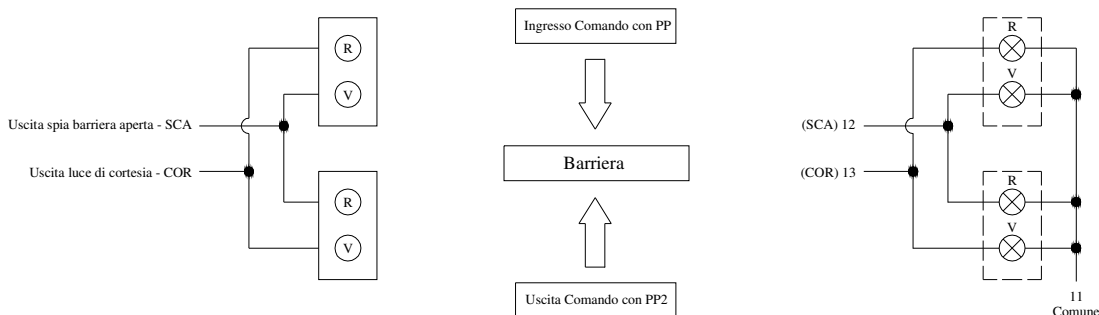 R
V
Uscita spia barriera aperta - SCA
Uscita luce di cortesia - COR
R
V
Ingresso Comando con PP
Barriera
Uscita Comando con PP2
R
V
(SCA) 12
(COR) 13
R
V
11
Comune